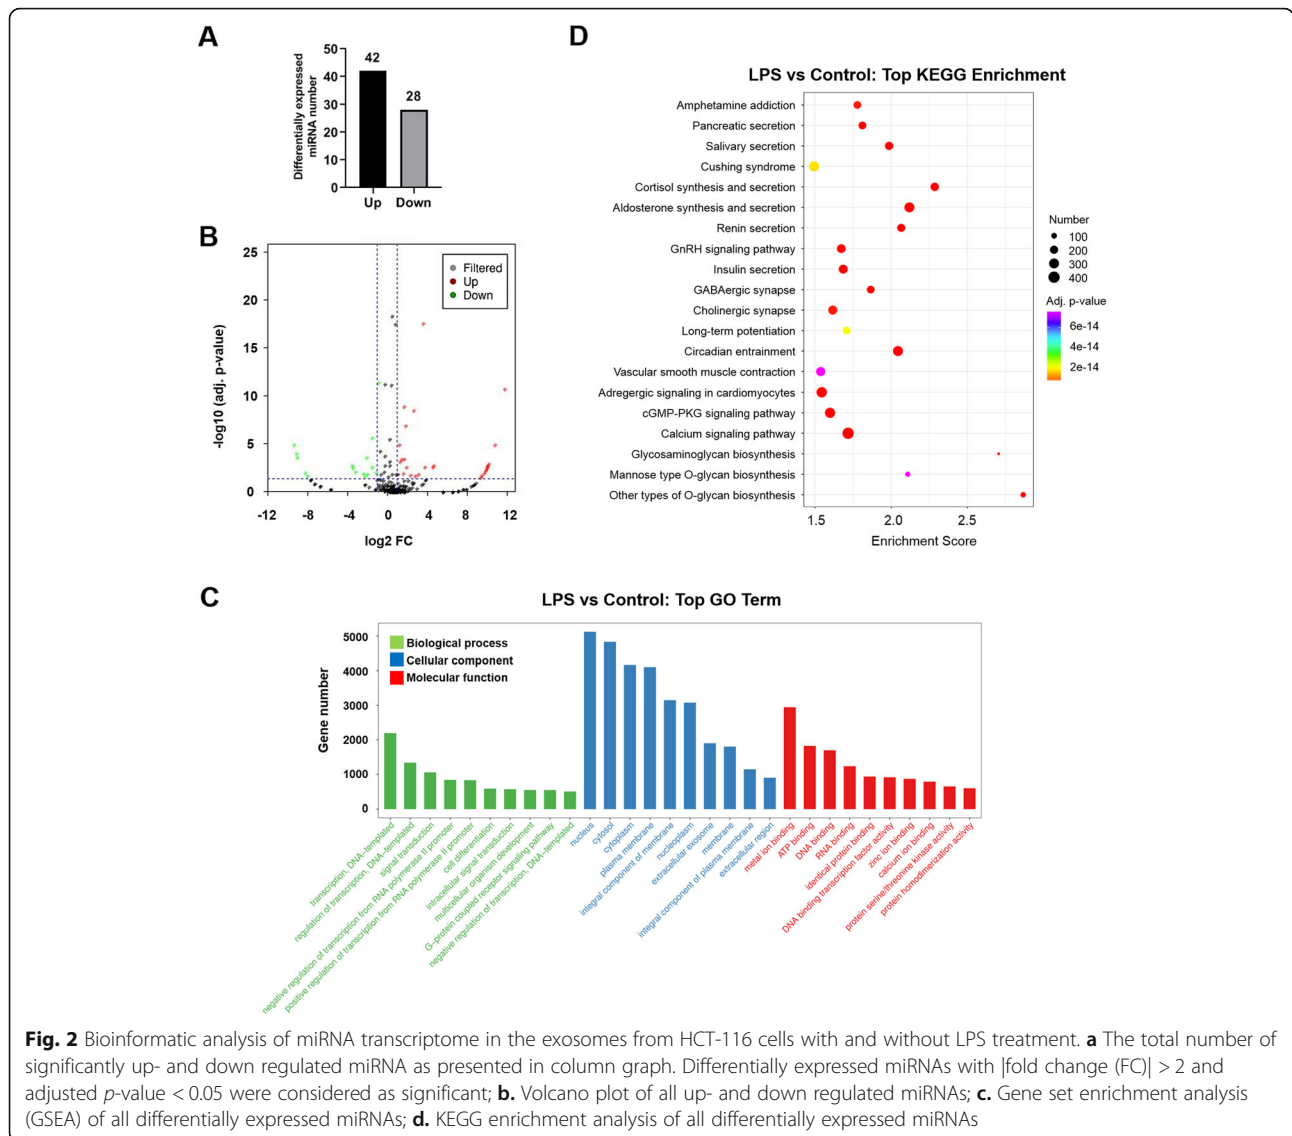 A
Differentially expressed
miRNA number
50
40
30
20
10
0
42
28
Up
Down
B
-log10 (adj. p-value)
25
20
15
10
5
0
Filtered
Up
Down
-12
-8
-4
0
4
8
12
log2 FC
D
LPS vs Control: Top KEGG Enrichment
Amphetamine addiction
Pancreatic secretion
Salivary secretion
Cushing syndrome
Cortisol synthesis and secretion
Aldosterone synthesis and secretion
Renin secretion
GnRH signaling pathway
Insulin secretion
GABAergic synapse
Cholinergic synapse
Long-term potentiation
Circadian entrainment
Vascular smooth muscle contraction
Adregergic signaling in cardiomyocytes
cGMP-PKG signaling pathway
Calcium signaling pathway
Glycosaminoglycan biosynthesis
Mannose type O-glycan biosynthesis
Other types of O-glycan biosynthesis
1.5
2.0
2.5
Enrichment Score
Number
100
200
300
400
Adj. p-value
6e-14
4e-14
2e-14
C
LPS vs Control: Top GO Term
Gene number
5000
4000
3000
2000
1000
0
Biological process
Cellular component
Molecular function
transcription, DNA-templated
regulation of transcription, DNA-templated
signal transduction
negative regulation of transcription from RNA polymerase II promoter
positive regulation of transcription from RNA polymerase II promoter
cell differentiation
intracellular signal transduction
multicellular organism development
G-protein coupled receptor signaling pathway
negative regulation of transcription, DNA-templated
nucleus
cytosol
cytoplasm
plasma membrane
integral component of membrane
nucleoplasm
extracellular exosome
membrane
integral component of plasma membrane
extracellular region
metal ion binding
ATP binding
DNA binding
RNA binding
identical protein binding
DNA binding transcription factor activity
zinc ion binding
calcium ion binding
protein serine/threonine kinase activity
protein homodimerization activity
Fig. 2 Bioinformatic analysis of miRNA transcriptome in the exosomes from HCT-116 cells with and without LPS treatment. a The total number of
significantly up- and down regulated miRNA as presented in column graph. Differentially expressed miRNAs with |fold change (FC)| > 2 and
adjusted p-value < 0.05 were considered as significant; b. Volcano plot of all up- and down regulated miRNAs; c. Gene set enrichment analysis
(GSEA) of all differentially expressed miRNAs; d. KEGG enrichment analysis of all differentially expressed miRNAs